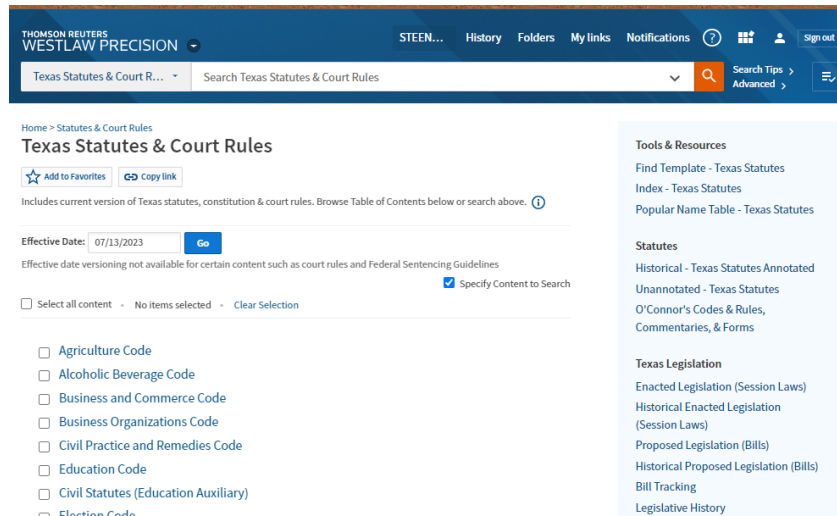 THOMSON REUTERS
WESTLAW PRECISION
STEEN... History Folders My links Notifications ? Sign out
Texas Statutes & Court R... Search Texas Statutes & Court Rules
Search Tips >
Advanced >
Home > Statutes & Court Rules
Texas Statutes & Court Rules
Add to Favorites Copy link
Includes current version of Texas statutes, constitution & court rules. Browse Table of Contents below or search above.
Effective Date: 07/13/2023 Go
Effective date versioning not available for certain content such as court rules and Federal Sentencing Guidelines
Specify Content to Search
Select all content • No items selected • Clear Selection
Agriculture Code
Alcoholic Beverage Code
Business and Commerce Code
Business Organizations Code
Civil Practice and Remedies Code
Education Code
Civil Statutes (Education Auxiliary)
Election Code
Tools & Resources
Find Template - Texas Statutes
Index - Texas Statutes
Popular Name Table - Texas Statutes
Statutes
Historical - Texas Statutes Annotated
Unannotated - Texas Statutes
O'Connor's Codes & Rules,
Commentaries, & Forms
Texas Legislation
Enacted Legislation (Session Laws)
Historical Enacted Legislation
(Session Laws)
Proposed Legislation (Bills)
Historical Proposed Legislation (Bills)
Bill Tracking
Legislative History